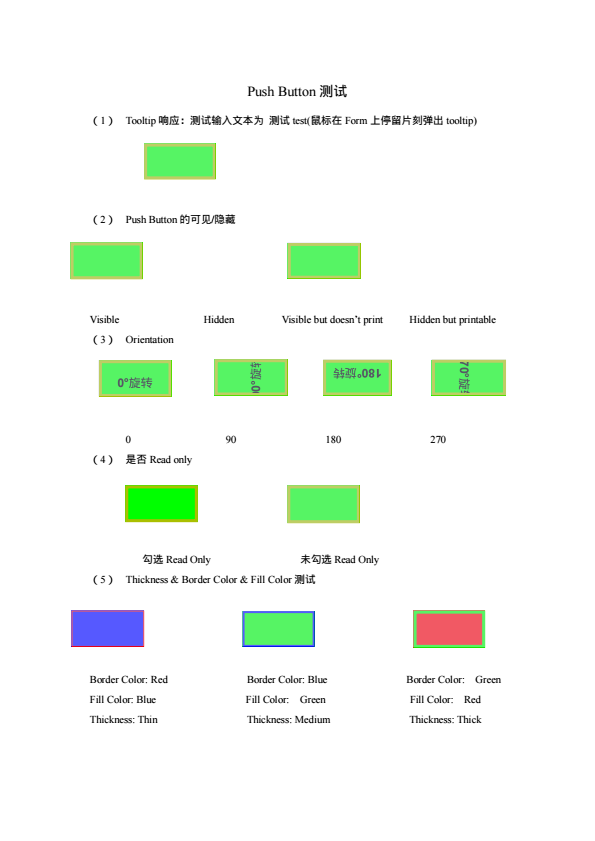 Push Button 测试
（1） Tooltip 响应：测试输入文本为 测试 test(鼠标在 Form 上停留片刻弹出 tooltip)
（2） Push Button 的可见/隐藏
Visible Hidden Visible but doesn’t print Hidden but printable
（3） Orientation
0°旋转 旋转 180°旋转 70°旋
0 90 180 270
（4） 是否 Read only
勾选 Read Only 未勾选 Read Only
（5） Thickness & Border Color & Fill Color 测试
Border Color: Red Border Color: Blue Border Color: Green
Fill Color: Blue Fill Color: Green Fill Color: Red
Thickness: Thin Thickness: Medium Thickness: Thick